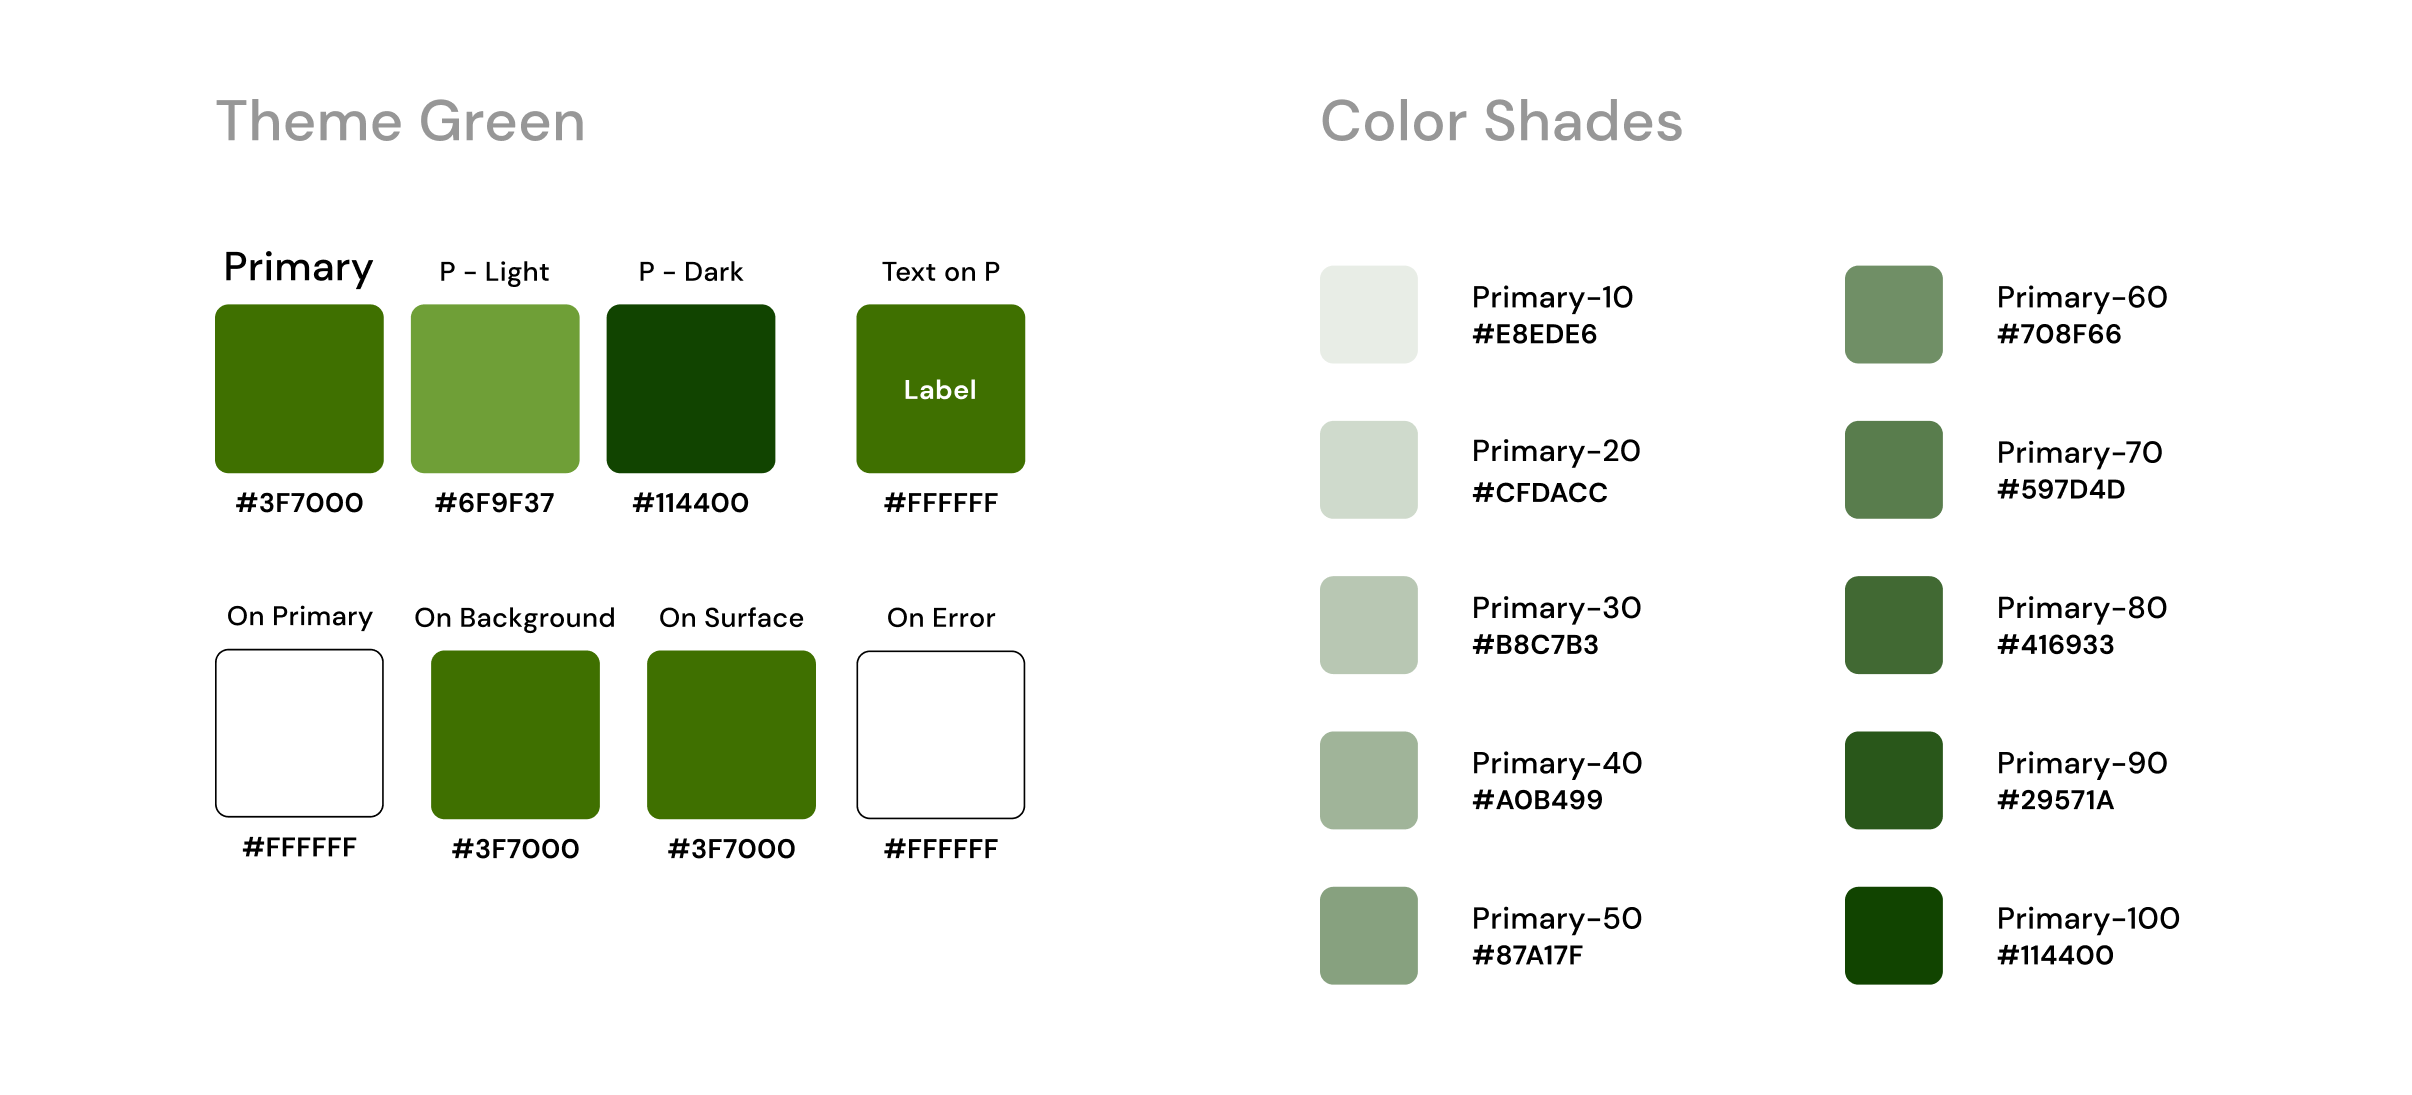 Theme Green
Primary
P - Light
P - Dark
Text on P
Label
#3F7000
#6F9F37
#114400
#FFFFFF
On Primary
On Background
On Surface
On Error
#FFFFFF
#3F7000
#3F7000
#FFFFFF
Color Shades
Primary-10
#E8EDE6
Primary-20
#CFDACC
Primary-30
#B8C7B3
Primary-40
#A0B499
Primary-50
#87A17F
Primary-60
#708F66
Primary-70
#597D4D
Primary-80
#416933
Primary-90
#29571A
Primary-100
#114400